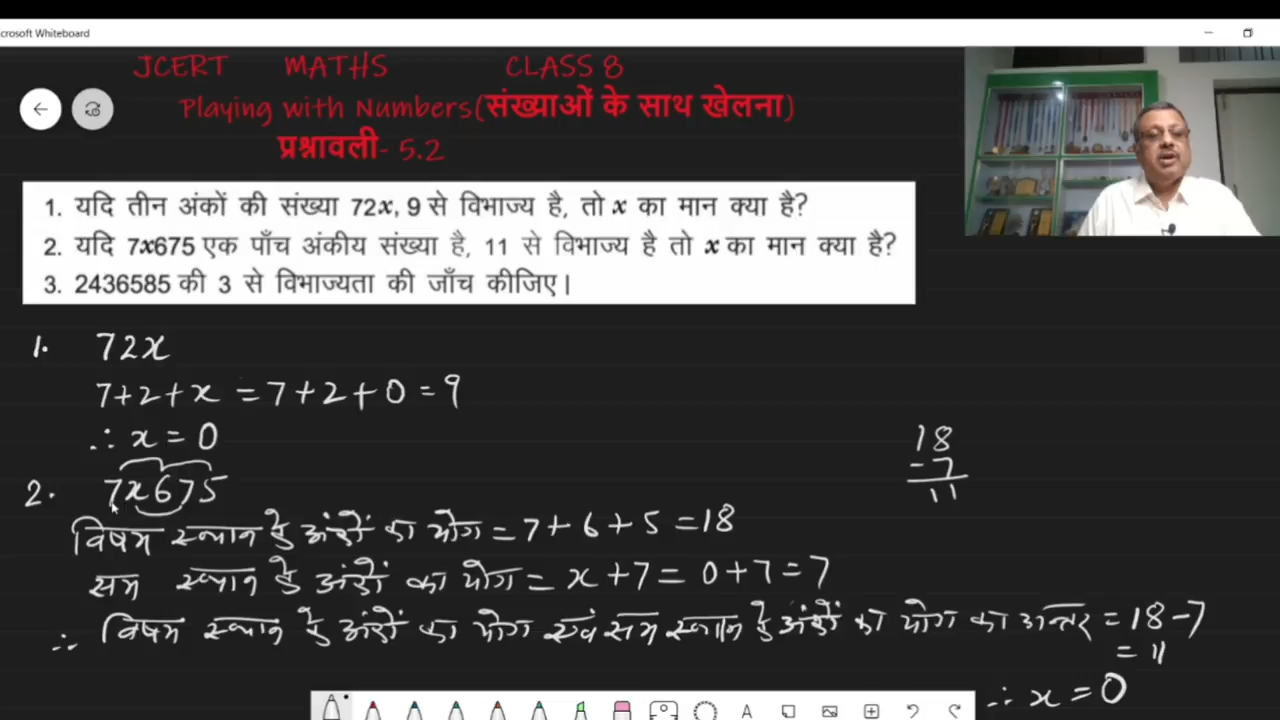 crosoft Whiteboard
JCERT MATHS CLASS 8
Playing with Numbers(संख्याओं के साथ खेलना)
प्रश्नावली- 5.2
1. यदि तीन अंकों की संख्या 72x, 9 से विभाज्य है, तो x का मान क्या है?
2. यदि 7x675 एक पाँच अंकीय संख्या है, 11 से विभाज्य है तो x का मान क्या है?
3. 2436585 की 3 से विभाज्यता की जाँच कीजिए।
1. 72x
7+2+x = 7+2+0 = 9
∴ x = 0
18
-7
11
2. 7x675
विषम स्थान के अंकों का योग = 7+6+5 = 18
सम स्थान के अंकों का योग = x+7 = 0+7 = 7
∴ विषम स्थान के अंकों का योग एवं सम स्थान के अंकों का योग का अन्तर = 18-7
= 11
∴ x = 0